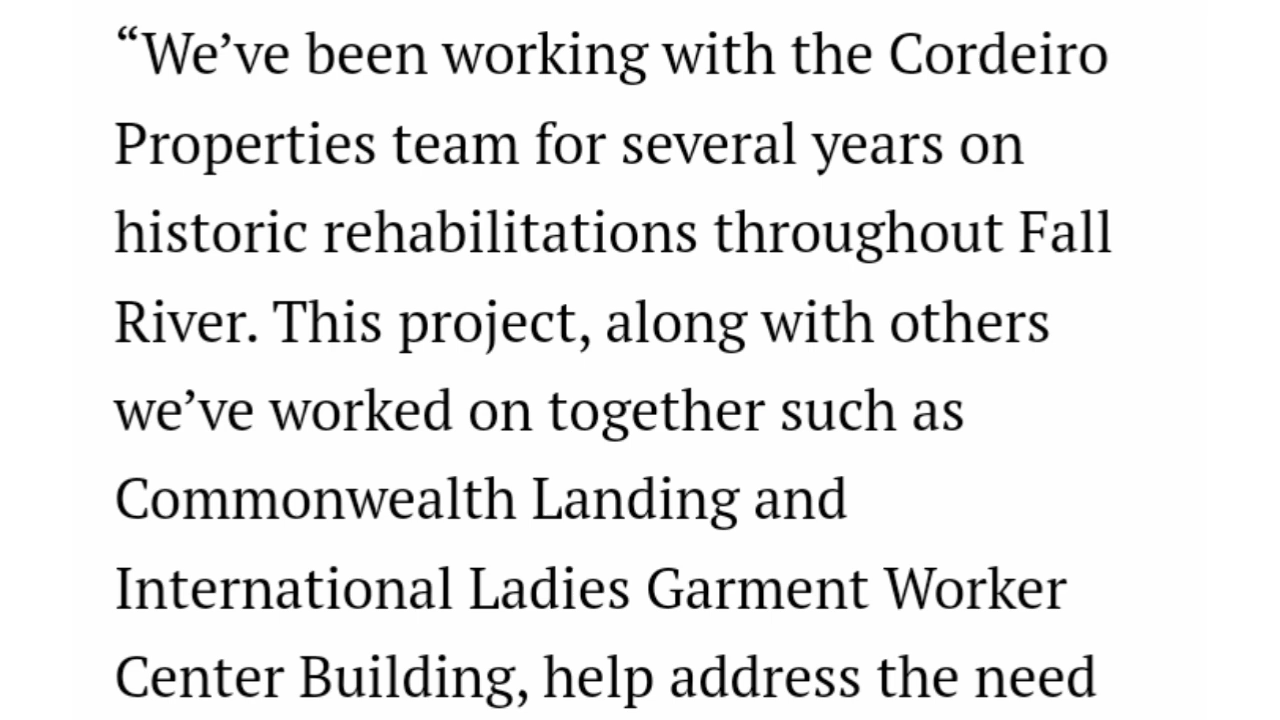 “We’ve been working with the Cordeiro
Properties team for several years on
historic rehabilitations throughout Fall
River. This project, along with others
we’ve worked on together such as
Commonwealth Landing and
International Ladies Garment Worker
Center Building, help address the need